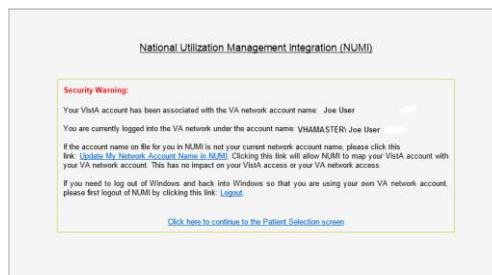 National Utilization Management Integration (NUMI)
Security Warning:
Your VistA account has been associated with the VA network account name: Joe User
You are currently logged into the VA network under the account name: VHAMASTER\ Joe User
If the account name on file for you in NUMI is not your current network account name, please click this
link: Update My Network Account Name in NUMI. Clicking this link will allow NUMI to map your VistA account with
your VA network account. This has no impact on your VistA access or your VA network access.
If you need to log out of Windows and back into Windows so that you are using your own VA network account,
please first logout of NUMI by clicking this link: Logout.
Click here to continue to the Patient Selection screen